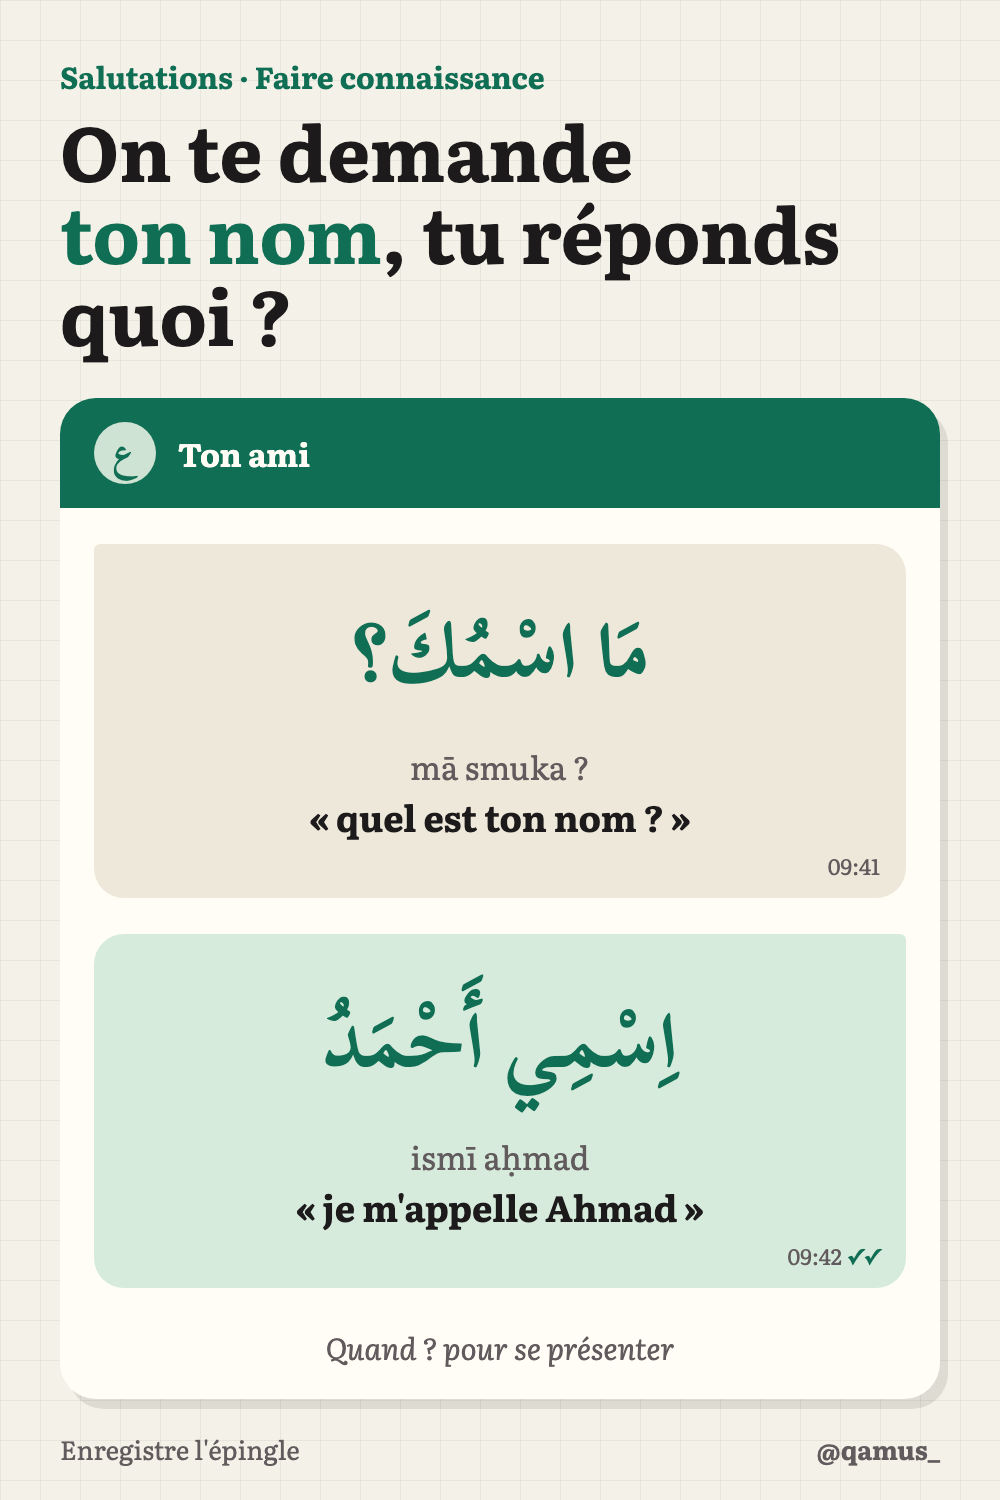 Salutations · Faire connaissance
On te demande
ton nom, tu réponds
quoi ?
ع
Ton ami
مَا اسْمُكَ؟
mā smuka ?
« quel est ton nom ? »
09:41
اِسْمِي أَحْمَدُ
ismī aḥmad
« je m'appelle Ahmad »
09:42 ✓✓
Quand ? pour se présenter
Enregistre l'épingle
@qamus_